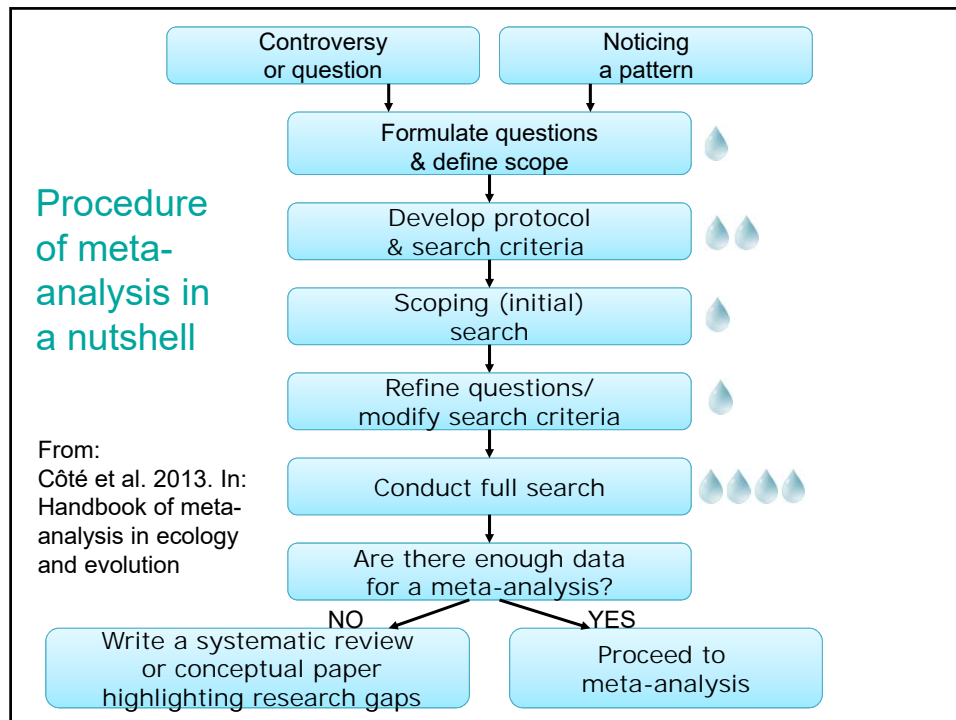 Controversy
or question
Noticing
a pattern
Formulate questions
& define scope
Procedure
of meta-
analysis in
a nutshell
Develop protocol
& search criteria
Scoping (initial)
search
Refine questions/
modify search criteria
From:
Côté et al. 2013. In:
Handbook of meta-
analysis in ecology
and evolution
Conduct full search
Are there enough data
for a meta-analysis?
NO
YES
Write a systematic review
or conceptual paper
highlighting research gaps
Proceed to
meta-analysis